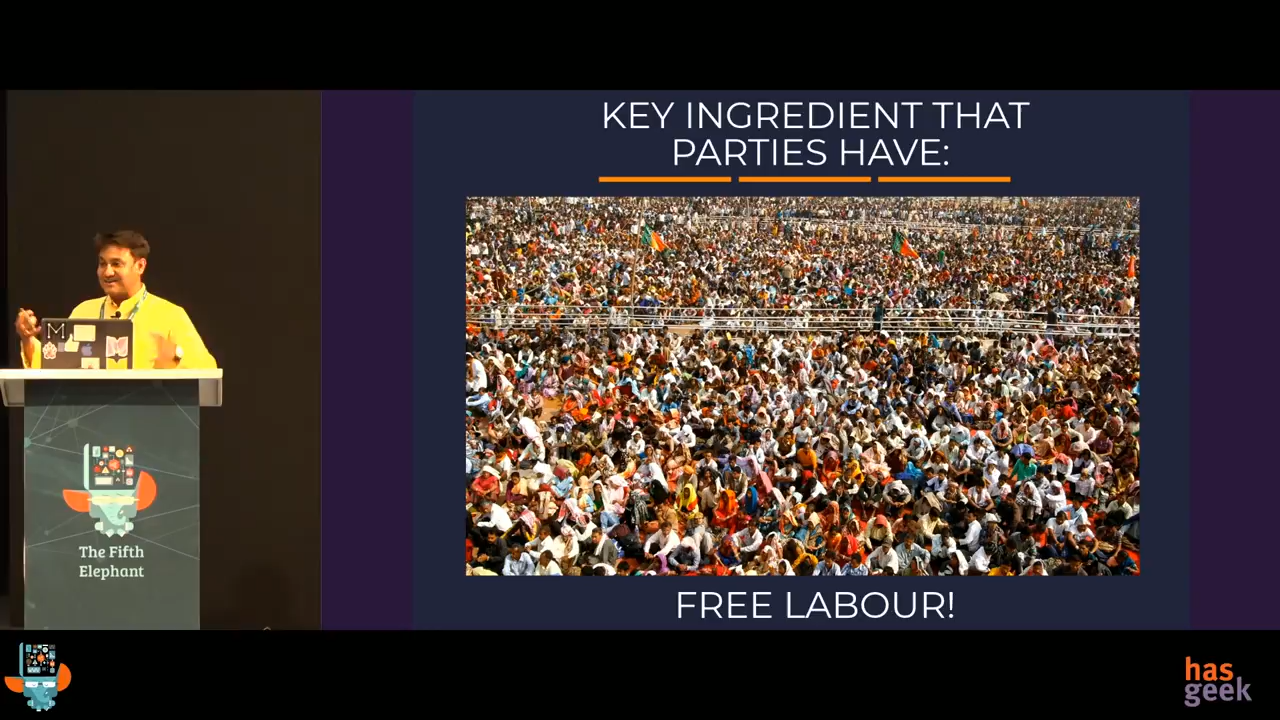 KEY INGREDIENT THAT
PARTIES HAVE:
FREE LABOUR!
M
The Fifth
Elephant
has
geek